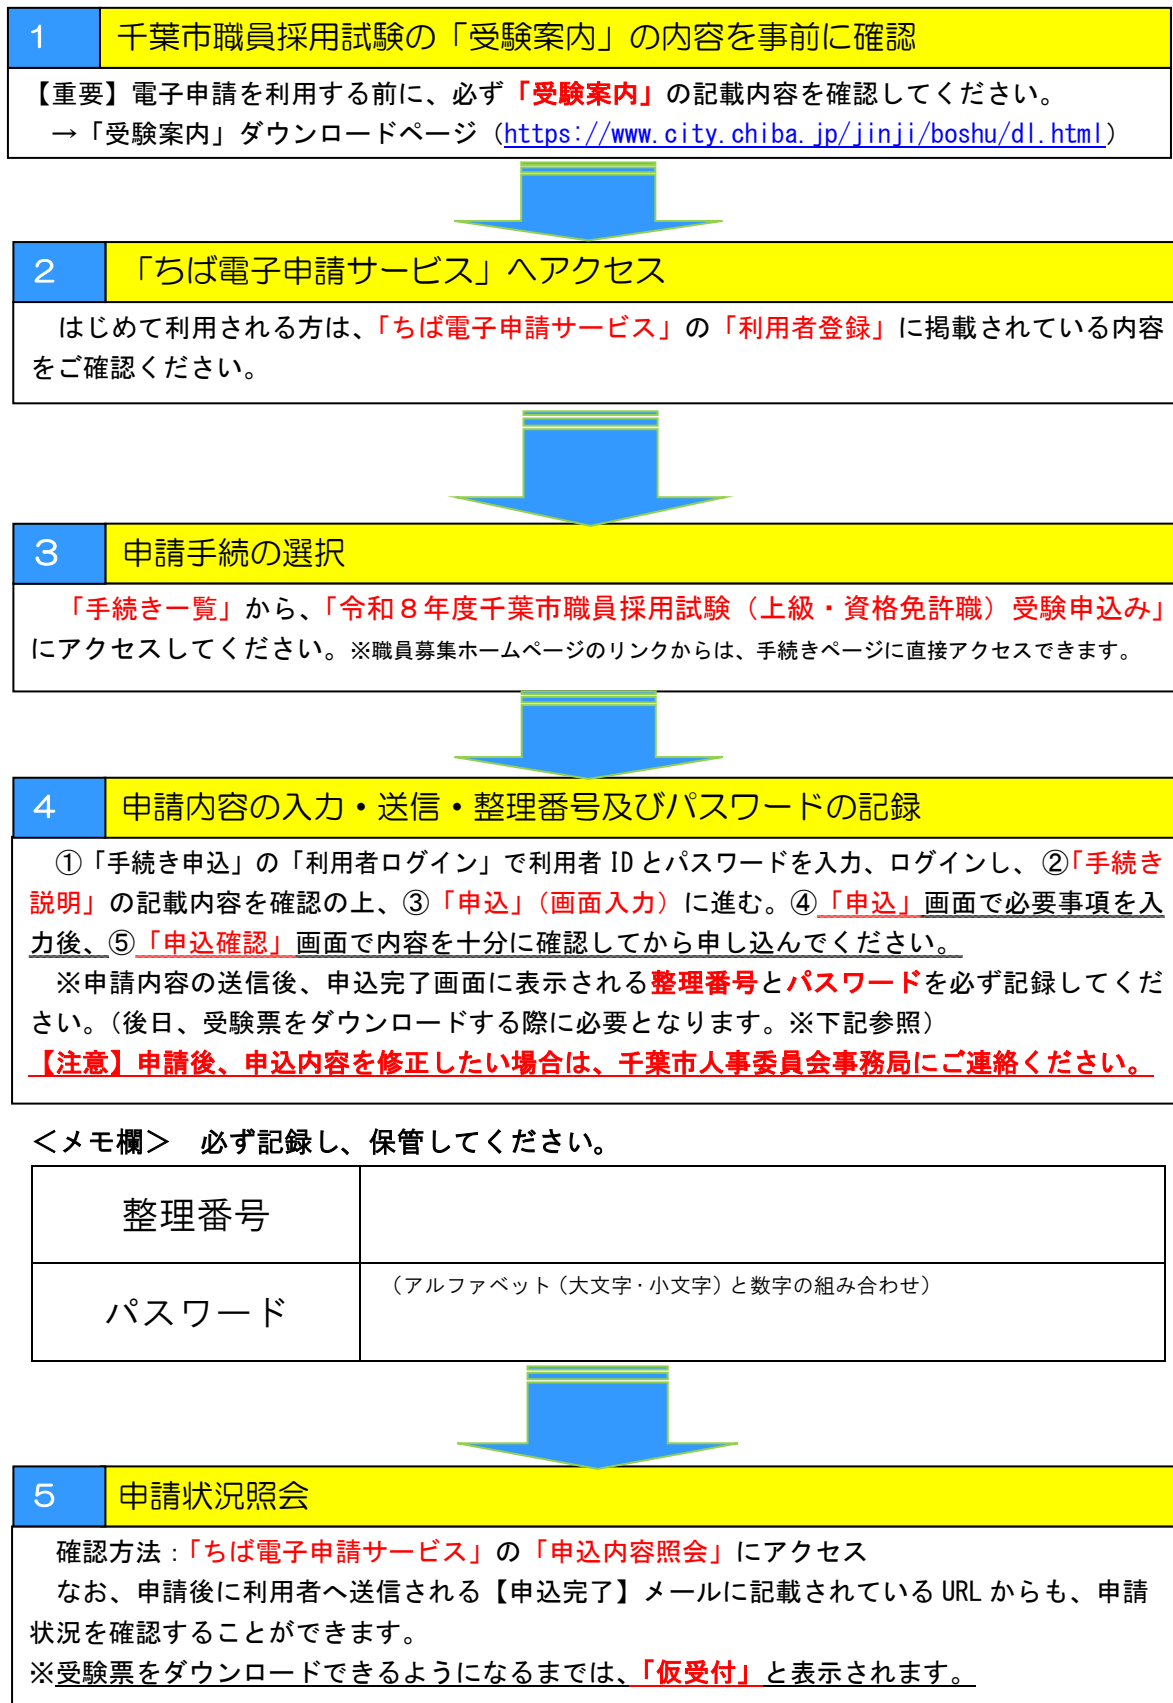 １ 千葉市職員採用試験の「受験案内」の内容を事前に確認
【重要】電子申請を利用する前に、必ず「受験案内」の記載内容を確認してください。
→「受験案内」ダウンロードページ（https://www.city.chiba.jp/jinji/boshu/dl.html）
２ 「ちば電子申請サービス」へアクセス
はじめて利用される方は、「ちば電子申請サービス」の「利用者登録」に掲載されている内容
をご確認ください。
３ 申請手続の選択
「手続き一覧」から、「令和８年度千葉市職員採用試験（上級・資格免許職）受験申込み」
にアクセスしてください。※職員募集ホームページのリンクからは、手続きページに直接アクセスできます。
４ 申請内容の入力・送信・整理番号及びパスワードの記録
①「手続き申込」の「利用者ログイン」で利用者 ID とパスワードを入力、ログインし、②「手続き
説明」の記載内容を確認の上、③「申込」（画面入力）に進む。④「申込」画面で必要事項を入
力後、⑤「申込確認」画面で内容を十分に確認してから申し込んでください。
※申請内容の送信後、申込完了画面に表示される整理番号とパスワードを必ず記録してくだ
さい。（後日、受験票をダウンロードする際に必要となります。※下記参照）
【注意】申請後、申込内容を修正したい場合は、千葉市人事委員会事務局にご連絡ください。
＜メモ欄＞ 必ず記録し、保管してください。
整理番号
（アルファベット（大文字・小文字）と数字の組み合わせ）
パスワード
５ 申請状況照会
確認方法：「ちば電子申請サービス」の「申込内容照会」にアクセス
なお、申請後に利用者へ送信される【申込完了】メールに記載されている URL からも、申請
状況を確認することができます。
※受験票をダウンロードできるようになるまでは、「仮受付」と表示されます。